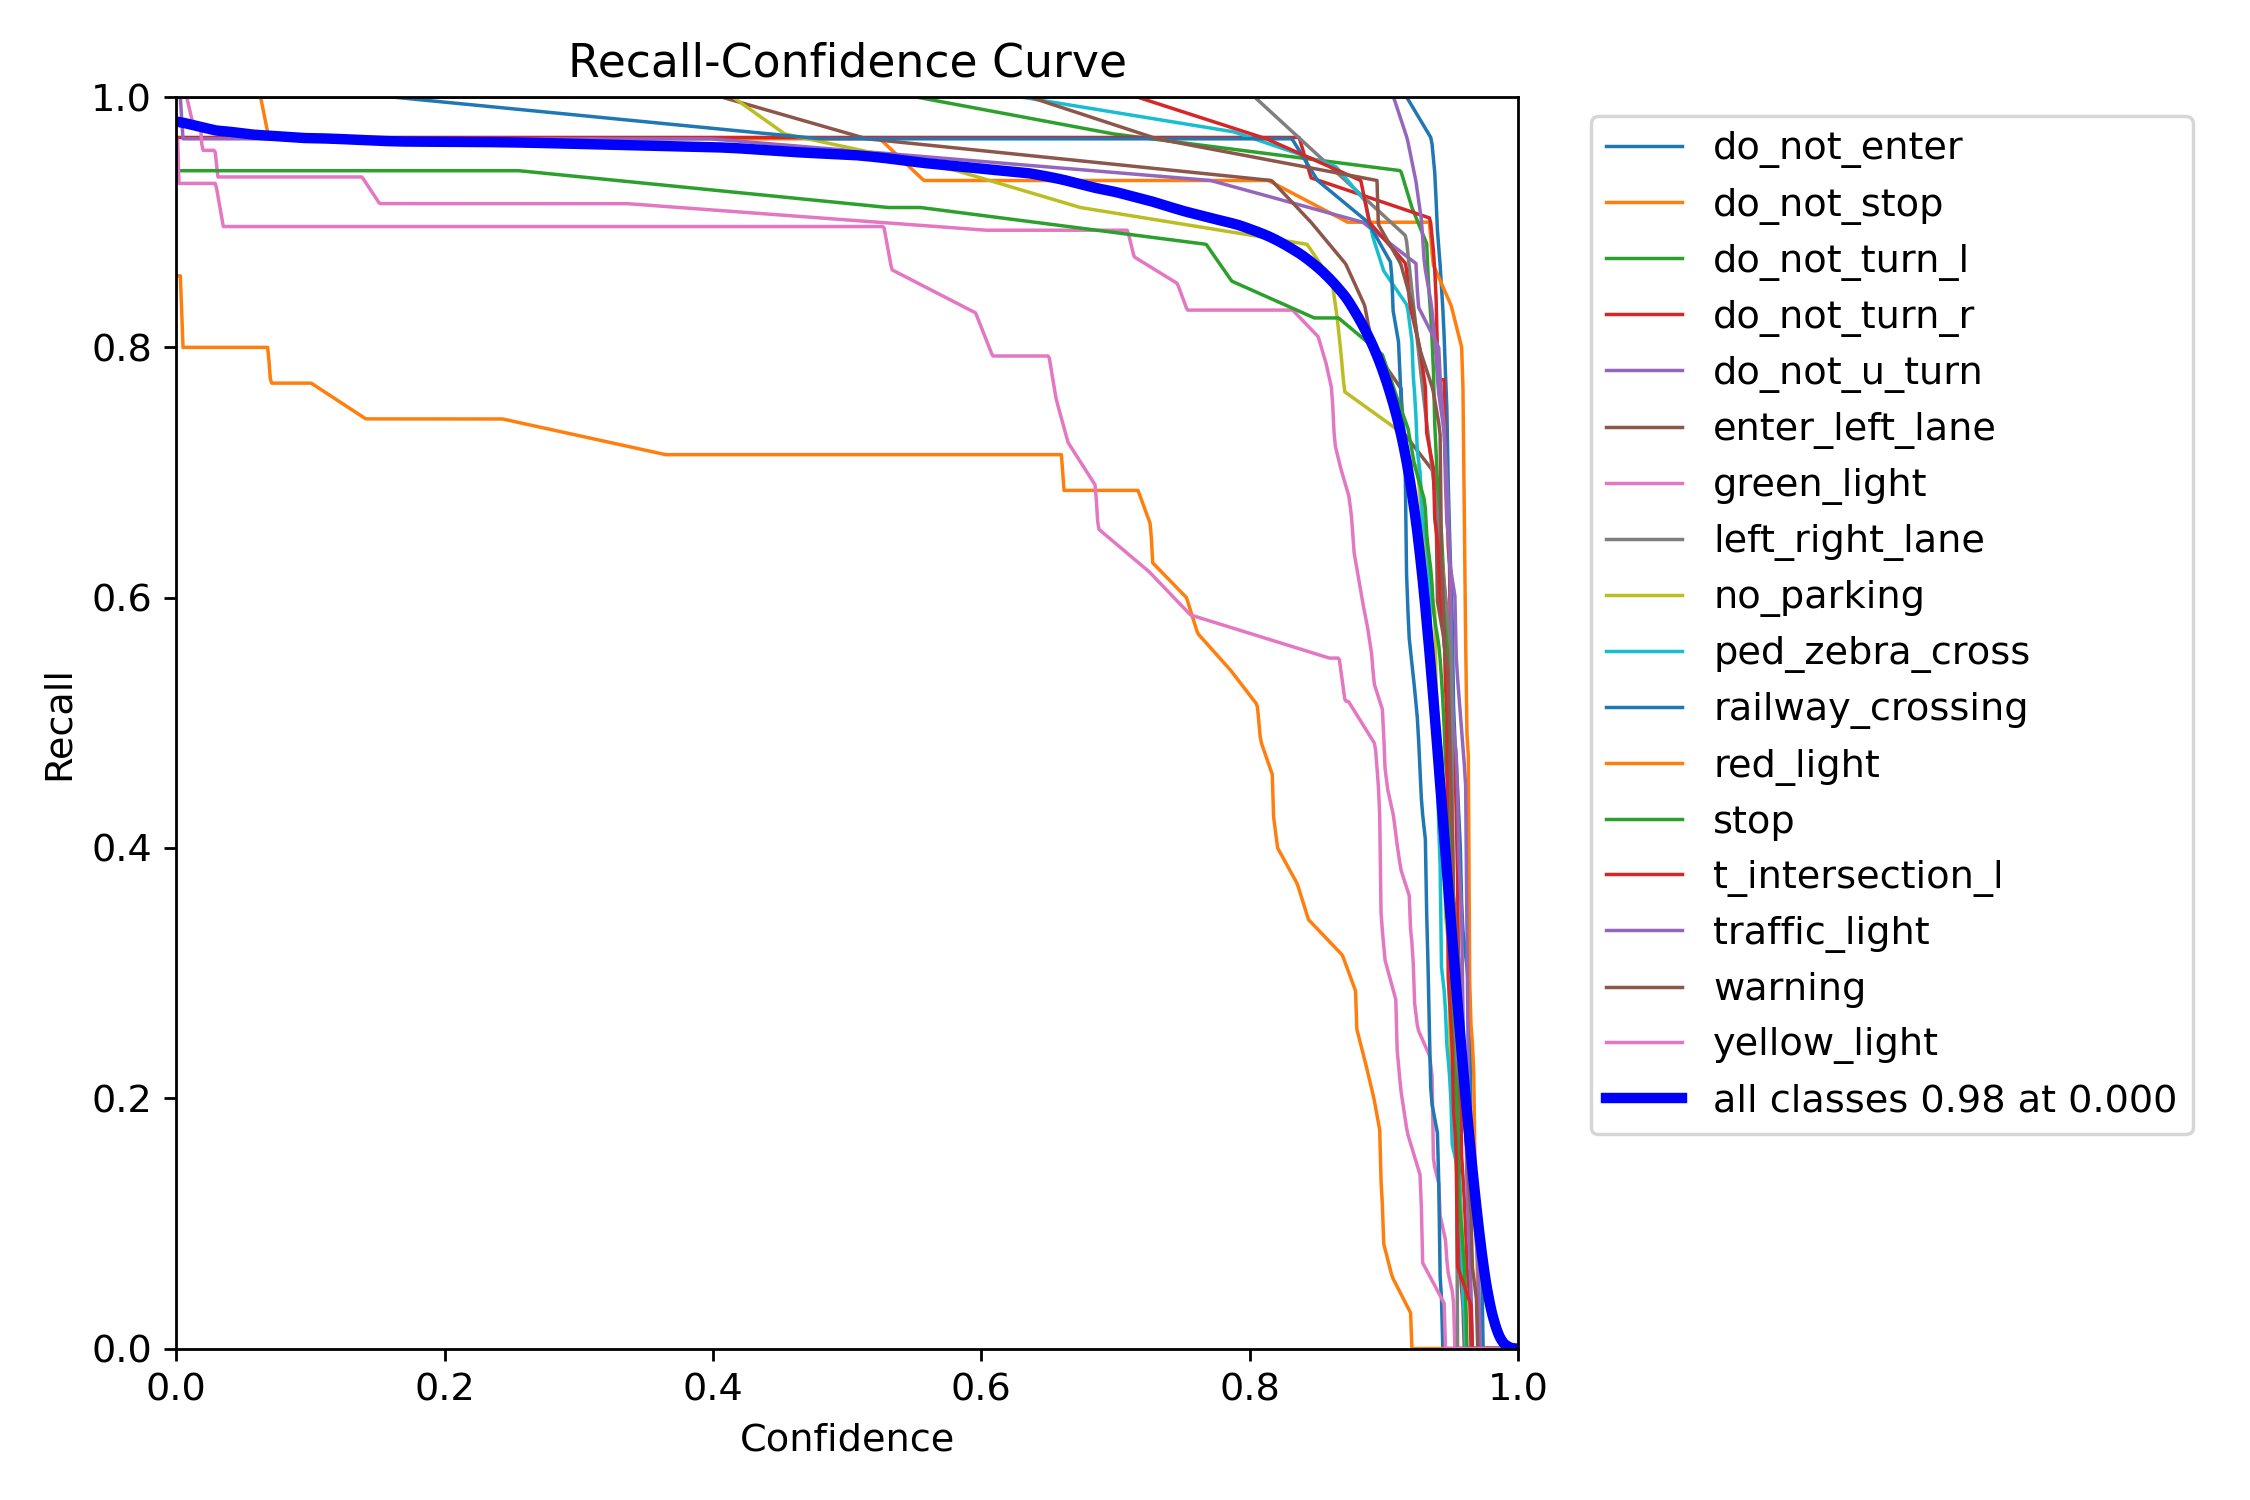 Recall-Confidence Curve
1.0
0.8
0.6
0.4
0.2
0.0
Recall
0.0 0.2 0.4 0.6 0.8 1.0
Confidence
do_not_enter
do_not_stop
do_not_turn_l
do_not_turn_r
do_not_u_turn
enter_left_lane
green_light
left_right_lane
no_parking
ped_zebra_cross
railway_crossing
red_light
stop
t_intersection_l
traffic_light
warning
yellow_light
all classes 0.98 at 0.000